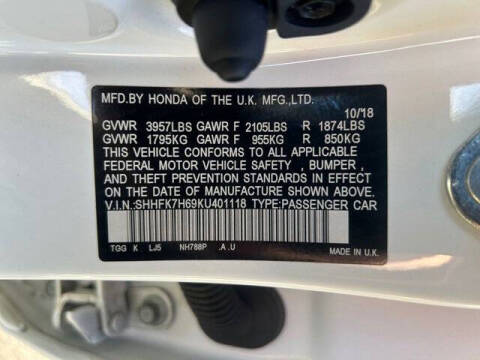 MFD.BY HONDA OF THE U.K. MFG.,LTD.
10/18
GVWR 3957LBS GAWR F 2105LBS R 1874LBS
GVWR 1795KG GAWR F 955KG R 850KG
THIS VEHICLE CONFORMS TO ALL APPLICABLE
FEDERAL MOTOR VEHICLE SAFETY , BUMPER ,
AND THEFT PREVENTION STANDARDS IN EFFECT
ON THE DATE OF MANUFACTURE SHOWN ABOVE.
V.I.N.:SHHFK7H69KU401118 TYPE:PASSENGER CAR
TGG K LJ5 NH788P .A .U MADE IN U.K.